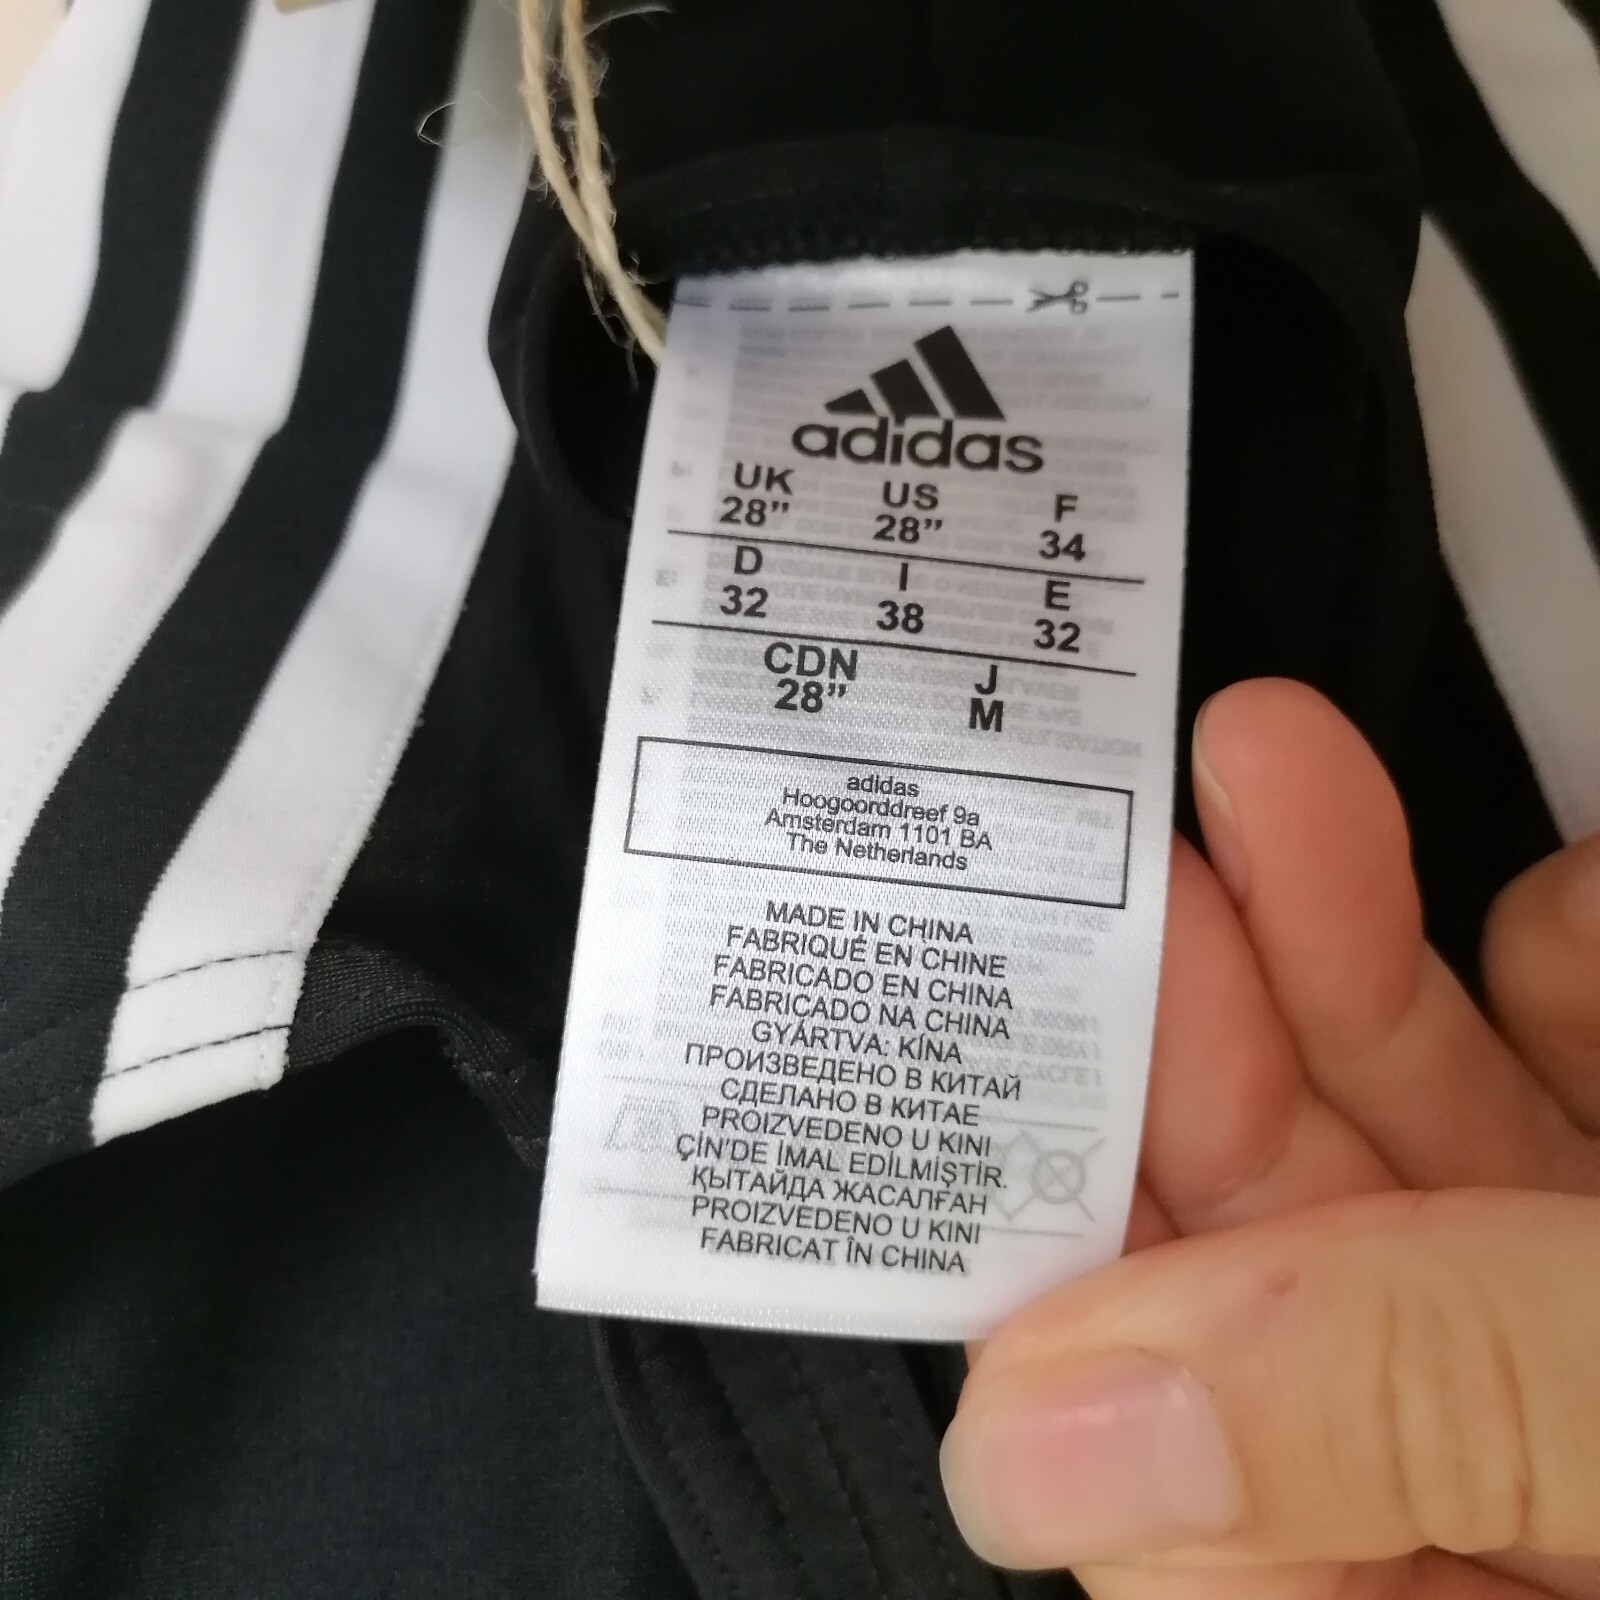 adidas
UK US F
28” 28” 34
D I E
32 38 32
CDN J
28” M
adidas
Hoogoorddreef 9a
Amsterdam 1101 BA
The Netherlands
MADE IN CHINA
FABRIQUÉ EN CHINE
FABRICADO EN CHINA
FABRICADO NA CHINA
GYÁRTVA: KÍNA
ПРОИЗВЕДЕНО В КИТАЙ
СДЕЛАНО В КИТАЕ
PROIZVEDENO U KINI
ÇİN'DE İMAL EDİLMİŞTİR.
ҚЫТАЙДА ЖАСАЛҒАН
PROIZVEDENO U KINI
FABRICAT ÎN CHINA